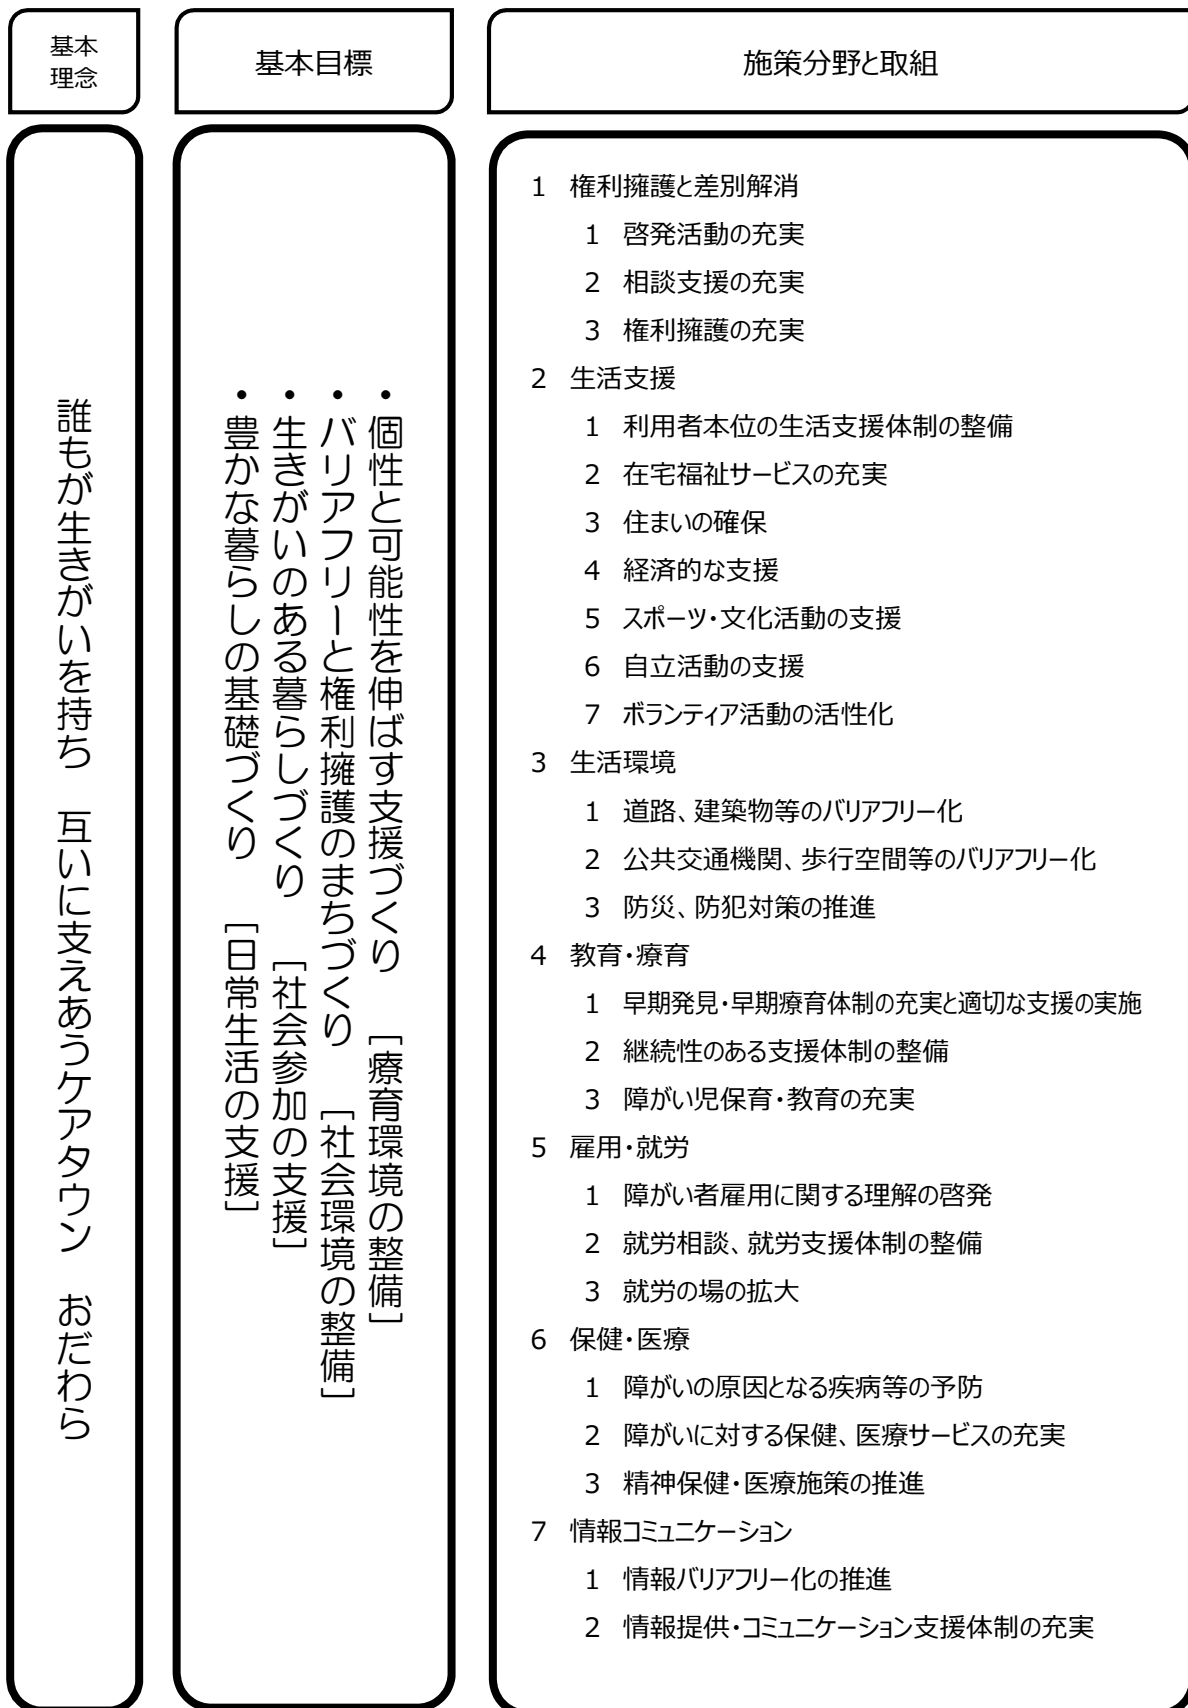 基本
理念
基本目標
施策分野と取組
誰もが生きがいを持ち　互いに支えあうケアタウン　おだわら
・個性と可能性を伸ばす支援づくり　［療育環境の整備］
・バリアフリーと権利擁護のまちづくり　［社会環境の整備］
・生きがいのある暮らしづくり　［社会参加の支援］
・豊かな暮らしの基礎づくり　［日常生活の支援］
1　権利擁護と差別解消
1　啓発活動の充実
2　相談支援の充実
3　権利擁護の充実
2　生活支援
1　利用者本位の生活支援体制の整備
2　在宅福祉サービスの充実
3　住まいの確保
4　経済的な支援
5　スポーツ・文化活動の支援
6　自立活動の支援
7　ボランティア活動の活性化
3　生活環境
1　道路、建築物等のバリアフリー化
2　公共交通機関、歩行空間等のバリアフリー化
3　防災、防犯対策の推進
4　教育・療育
1　早期発見・早期療育体制の充実と適切な支援の実施
2　継続性のある支援体制の整備
3　障がい児保育・教育の充実
5　雇用・就労
1　障がい者雇用に関する理解の啓発
2　就労相談、就労支援体制の整備
3　就労の場の拡大
6　保健・医療
1　障がいの原因となる疾病等の予防
2　障がいに対する保健、医療サービスの充実
3　精神保健・医療施策の推進
7　情報コミュニケーション
1　情報バリアフリー化の推進
2　情報提供・コミュニケーション支援体制の充実